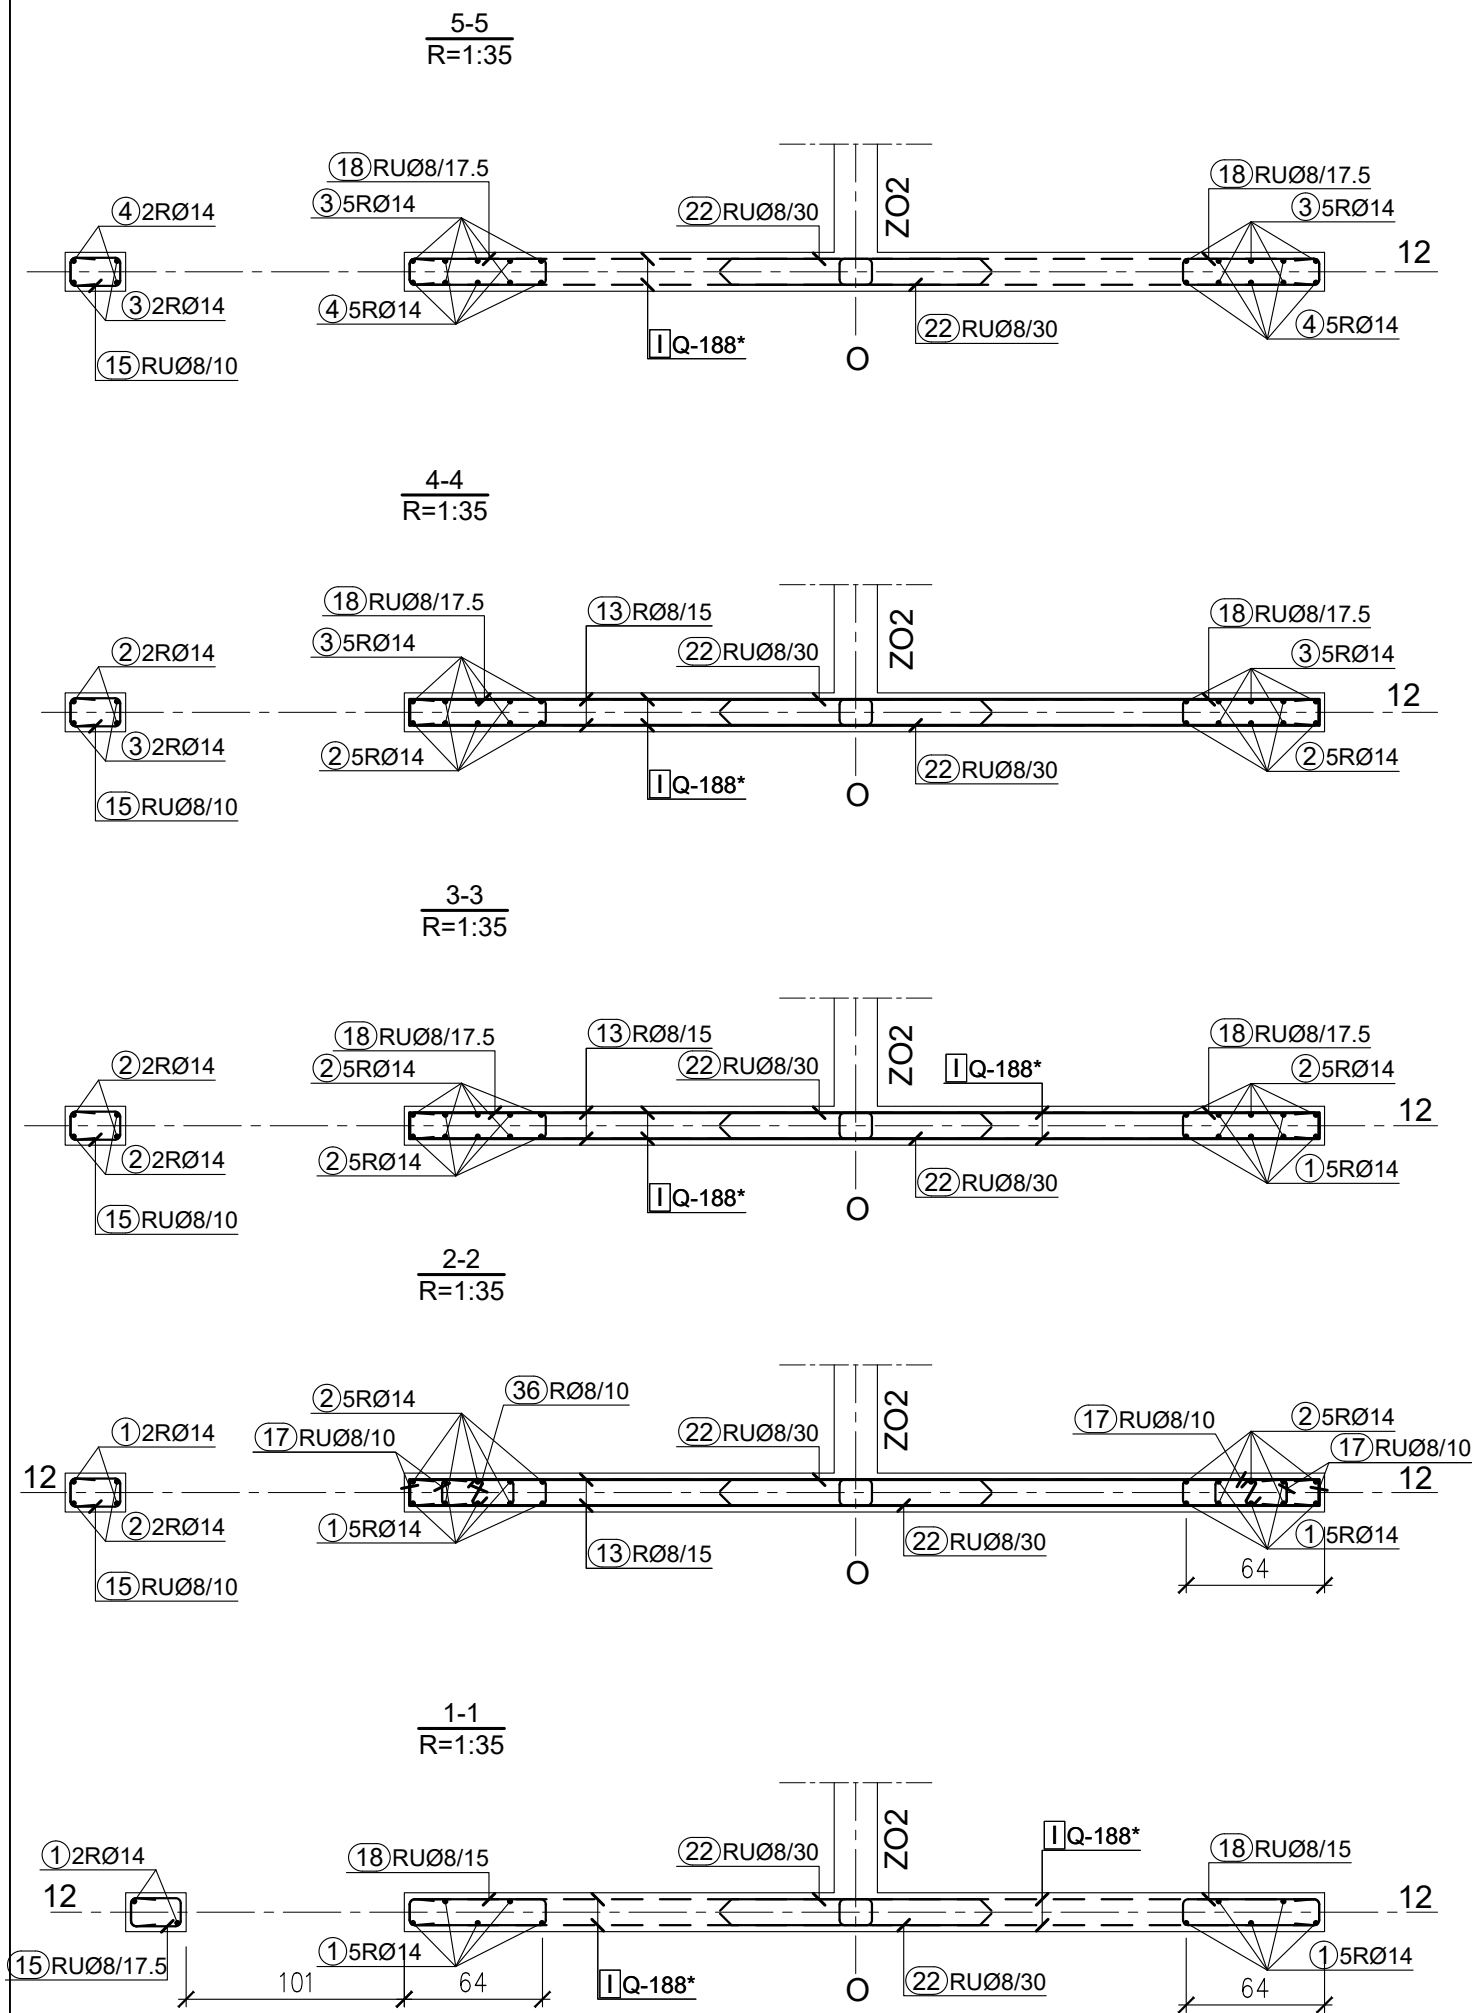 5-5
R=1:35
18 RUØ8/17.5
18 RUØ8/17.5
4 2RØ14
3 5RØ14
22 RUØ8/30
ZO2
3 5RØ14
12
3 2RØ14
4 5RØ14
22 RUØ8/30
4 5RØ14
15 RUØ8/10
I Q-188*
O
4-4
R=1:35
18 RUØ8/17.5
13 RØ8/15
18 RUØ8/17.5
2 2RØ14
3 5RØ14
22 RUØ8/30
ZO2
3 5RØ14
12
3 2RØ14
2 5RØ14
22 RUØ8/30
2 5RØ14
15 RUØ8/10
I Q-188*
O
3-3
R=1:35
18 RUØ8/17.5
13 RØ8/15
18 RUØ8/17.5
2 2RØ14
2 5RØ14
22 RUØ8/30
ZO2
I Q-188*
2 5RØ14
12
2 2RØ14
2 5RØ14
22 RUØ8/30
1 5RØ14
15 RUØ8/10
I Q-188*
O
2-2
R=1:35
2 5RØ14
36 RØ8/10
1 2RØ14
17 RUØ8/10
22 RUØ8/30
ZO2
17 RUØ8/10
2 5RØ14
17 RUØ8/10
12
12
2 2RØ14
1 5RØ14
13 RØ8/15
22 RUØ8/30
1 5RØ14
15 RUØ8/10
O
64
1-1
R=1:35
1 2RØ14
18 RUØ8/15
22 RUØ8/30
ZO2
I Q-188*
18 RUØ8/15
12
12
15 RUØ8/17.5
1 5RØ14
1 5RØ14
101
64
I Q-188*
O
22 RUØ8/30
64